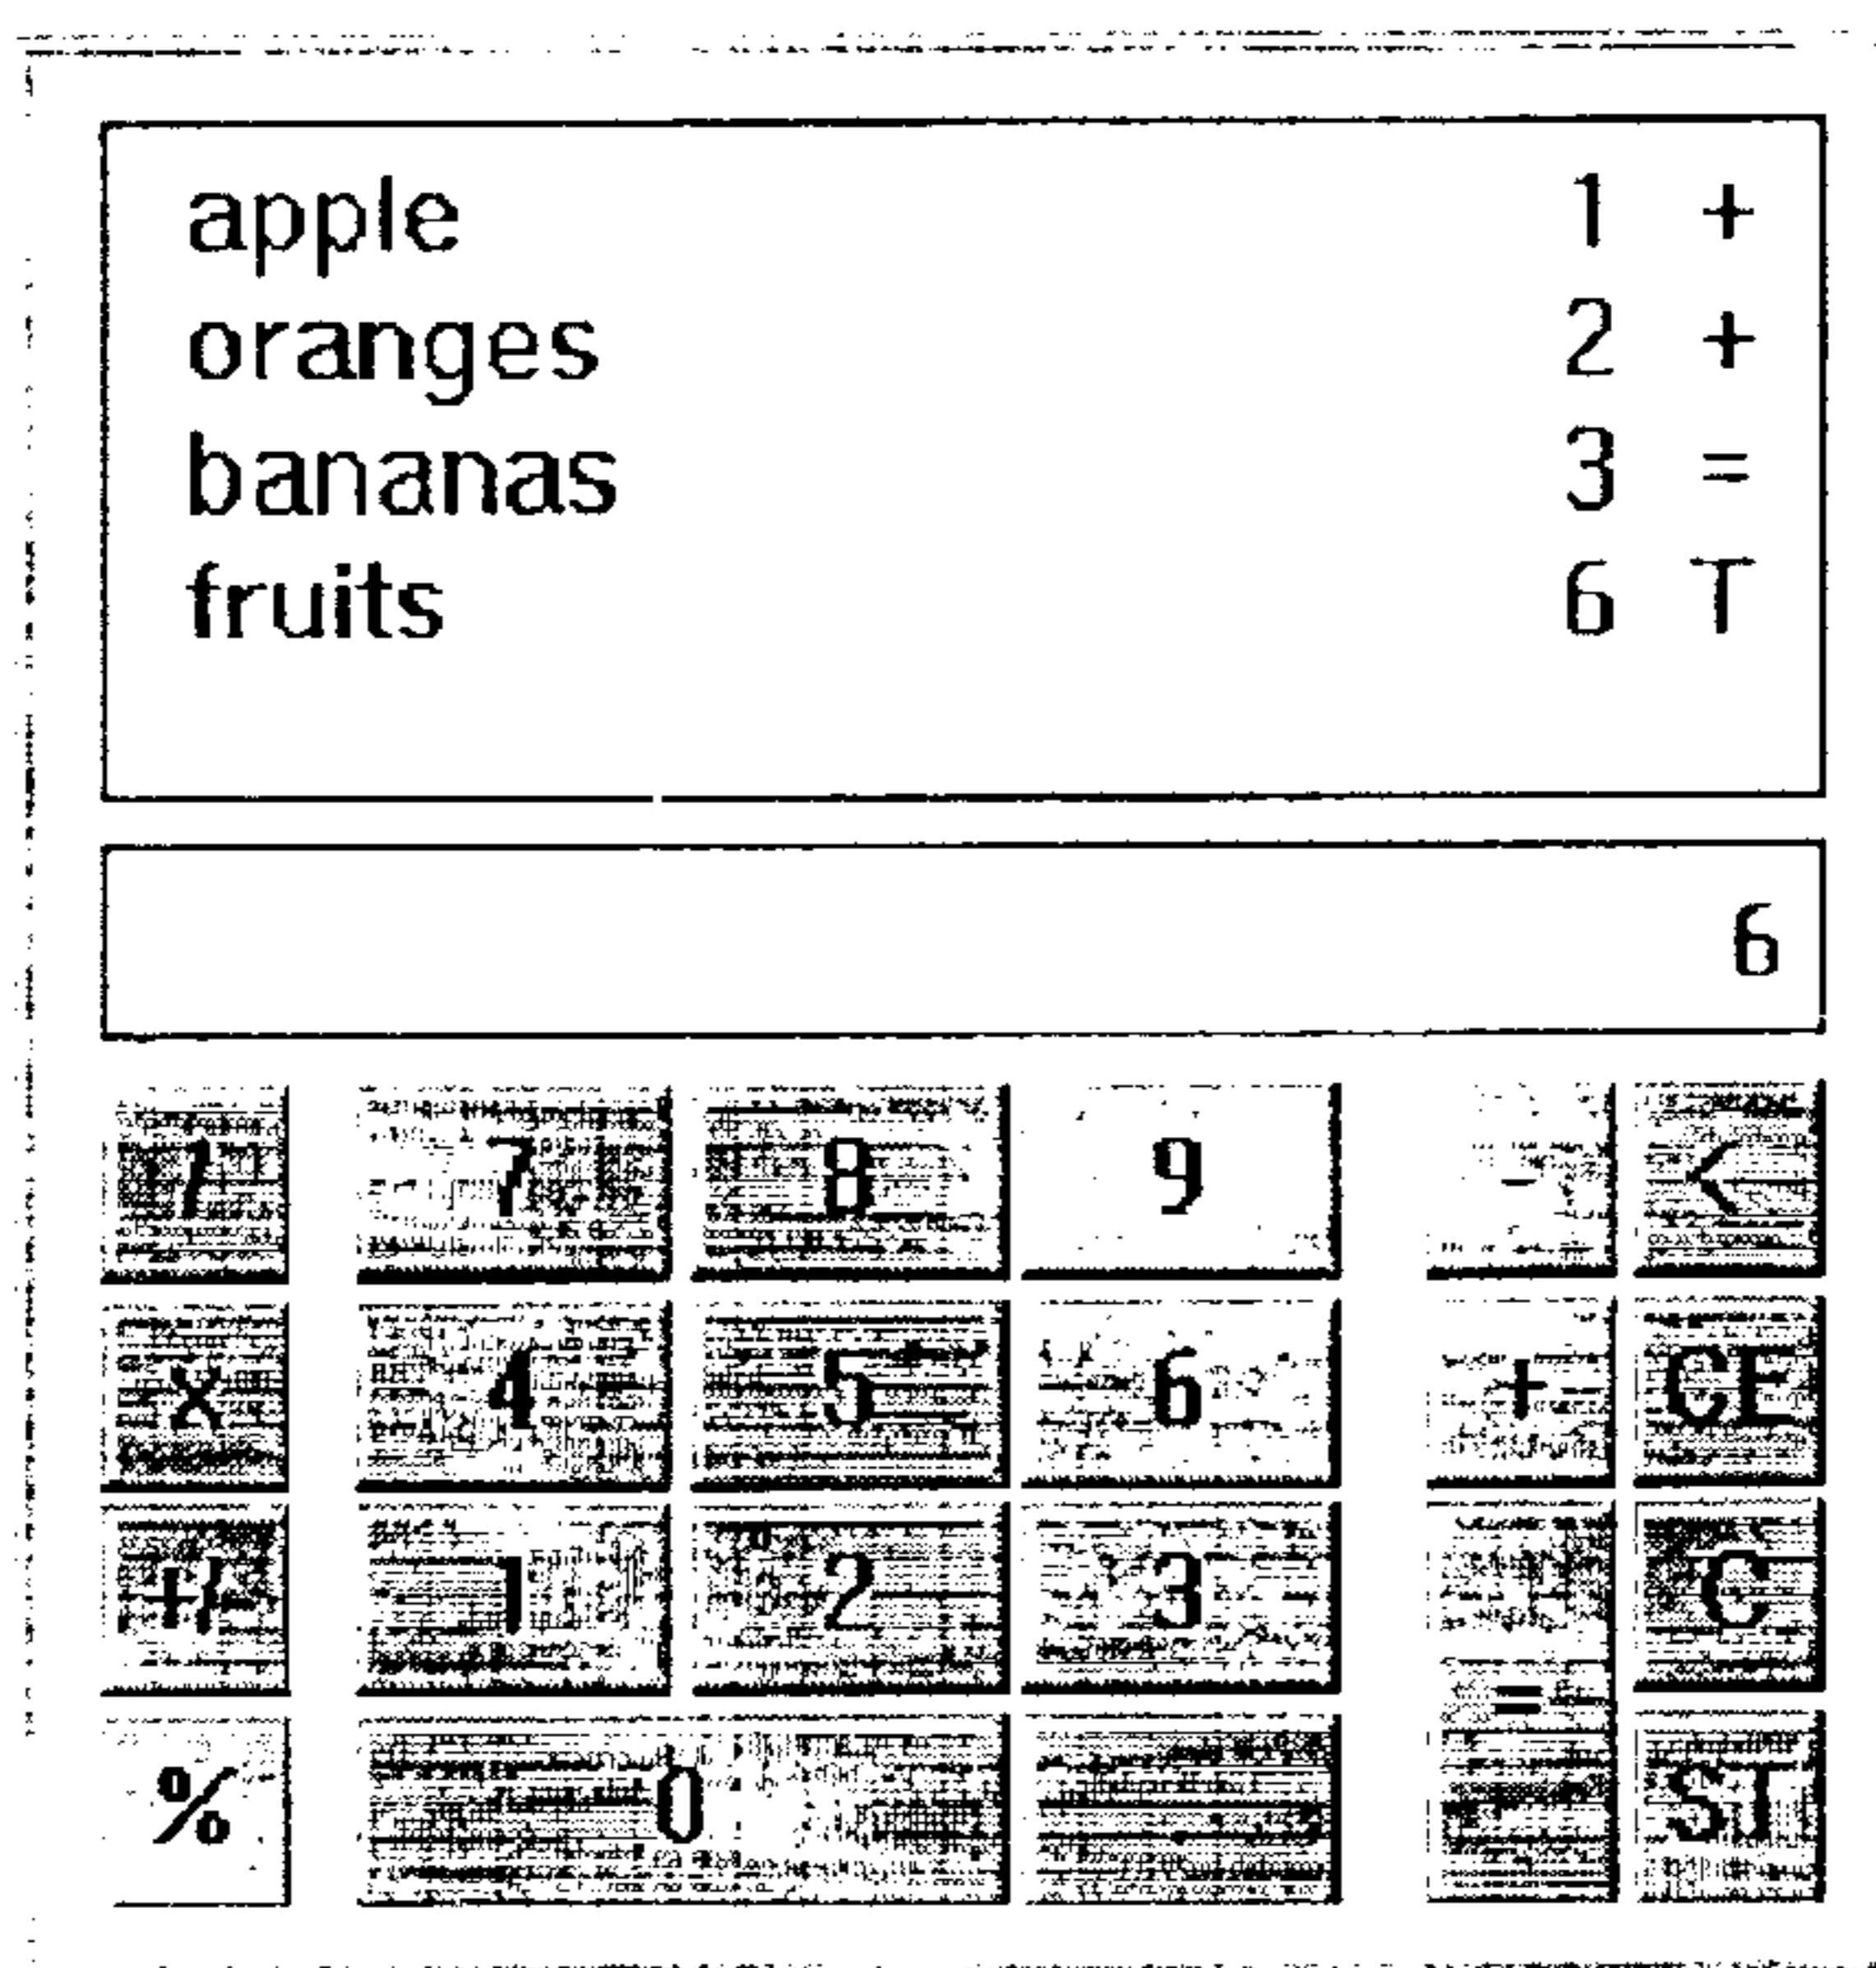 apple 1 +
oranges 2 +
bananas 3 =
fruits 6 T
6
/ 7 8 9 - <
X 4 5 6 + CE
+/- 1 2 3 = C
% 0 . ST